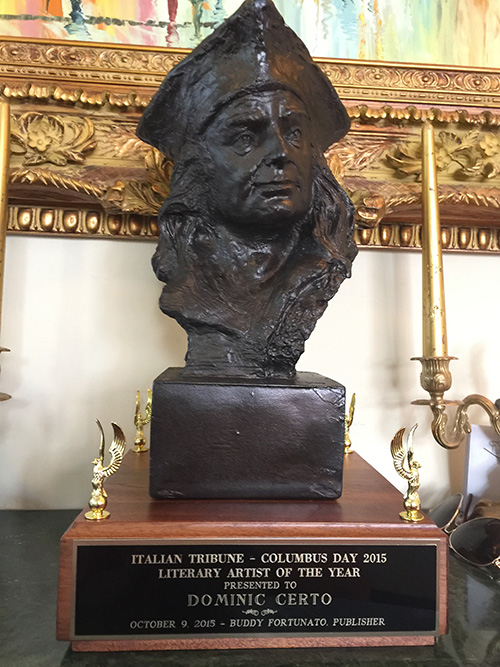 ITALIAN TRIBUNE - COLUMBUS DAY 2015
LITERARY ARTIST OF THE YEAR
PRESENTED TO
DOMINIC CERTO
OCTOBER 9, 2015 - BUDDY FORTUNATO, PUBLISHER